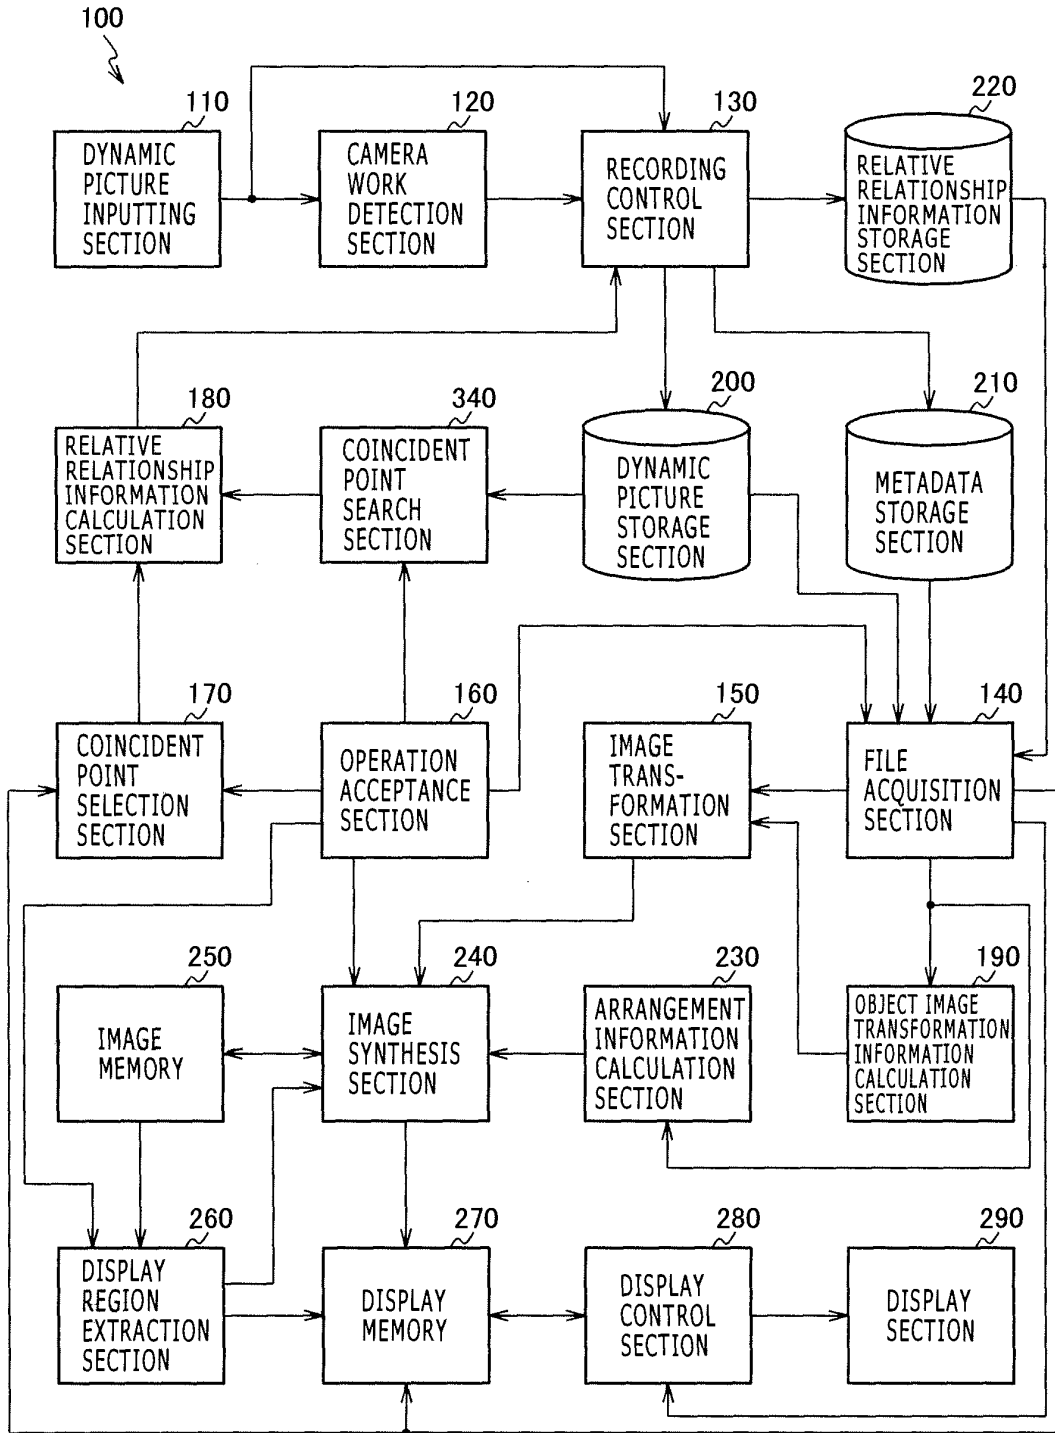 100
110
120
130
220
DYNAMIC
PICTURE
INPUTTING
SECTION
CAMERA
WORK
DETECTION
SECTION
RECORDING
CONTROL
SECTION
RELATIVE
RELATIONSHIP
INFORMATION
STORAGE
SECTION
180
340
200
210
RELATIVE
RELATIONSHIP
INFORMATION
CALCULATION
SECTION
COINCIDENT
POINT
SEARCH
SECTION
DYNAMIC
PICTURE
STORAGE
SECTION
METADATA
STORAGE
SECTION
170
160
150
140
COINCIDENT
POINT
SELECTION
SECTION
OPERATION
ACCEPTANCE
SECTION
IMAGE
TRANS-
FORMATION
SECTION
FILE
ACQUISITION
SECTION
250
240
230
190
IMAGE
MEMORY
IMAGE
SYNTHESIS
SECTION
ARRANGEMENT
INFORMATION
CALCULATION
SECTION
OBJECT IMAGE
TRANSFORMATION
INFORMATION
CALCULATION
SECTION
260
270
280
290
DISPLAY
REGION
EXTRACTION
SECTION
DISPLAY
MEMORY
DISPLAY
CONTROL
SECTION
DISPLAY
SECTION